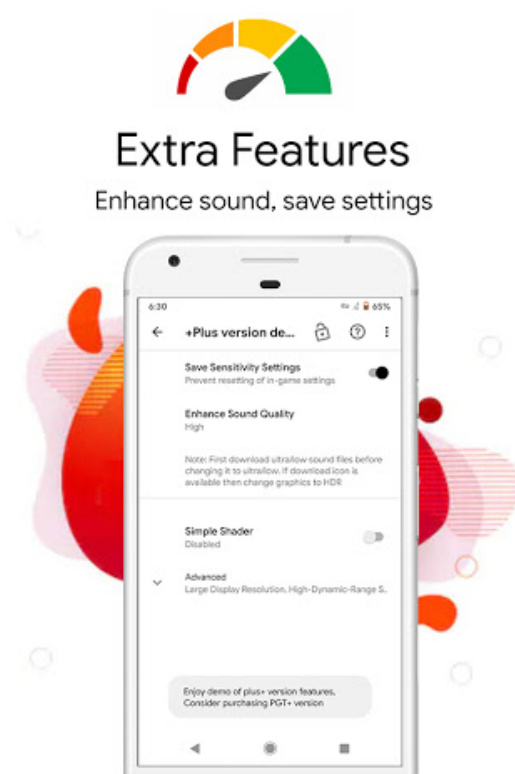 Extra Features
Enhance sound, save settings
6:30
65%
+Plus version de...
Save Sensitivity Settings
Prevent resetting of in-game settings
Enhance Sound Quality
High
Note: First download ultrallow sound files before
changing it to ultrallow. If download icon is
available then change graphics to HDR
Simple Shader
Disabled
Advanced
Large Display Resolution, High-Dynamic-Range S..
Enjoy demo of plus+ version features,
Consider purchasing PGT+ version